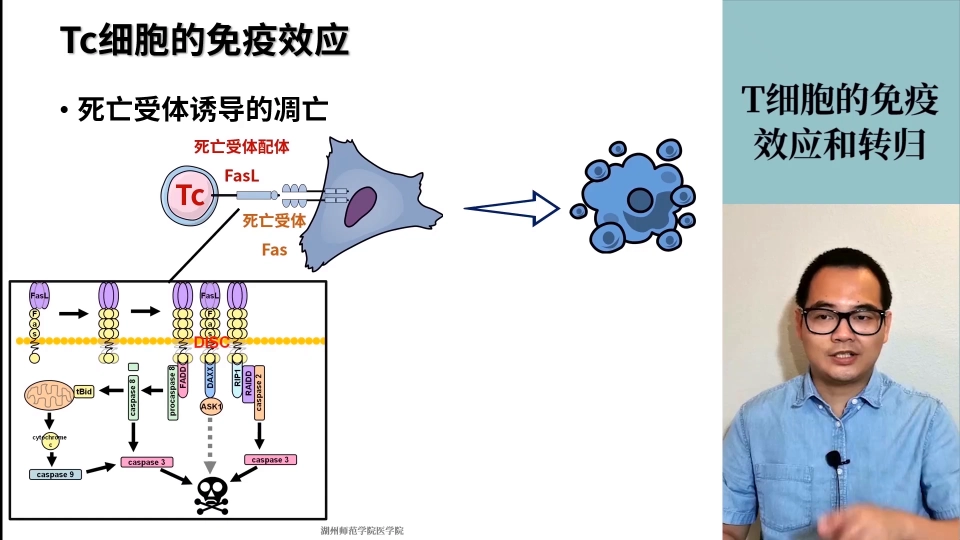 Tc细胞的免疫效应
• 死亡受体诱导的凋亡
死亡受体配体
FasL
Tc
死亡受体
Fas
FasL
FasL
Fas
Fas
DISC
tBid
caspase 8
procaspase 8
FADD
DAXX
RIP1
RAIDD
caspase 2
ASK1
cytochrome
c
caspase 9
caspase 3
caspase 3
湖州师范学院医学院
T细胞的免疫
效应和转归